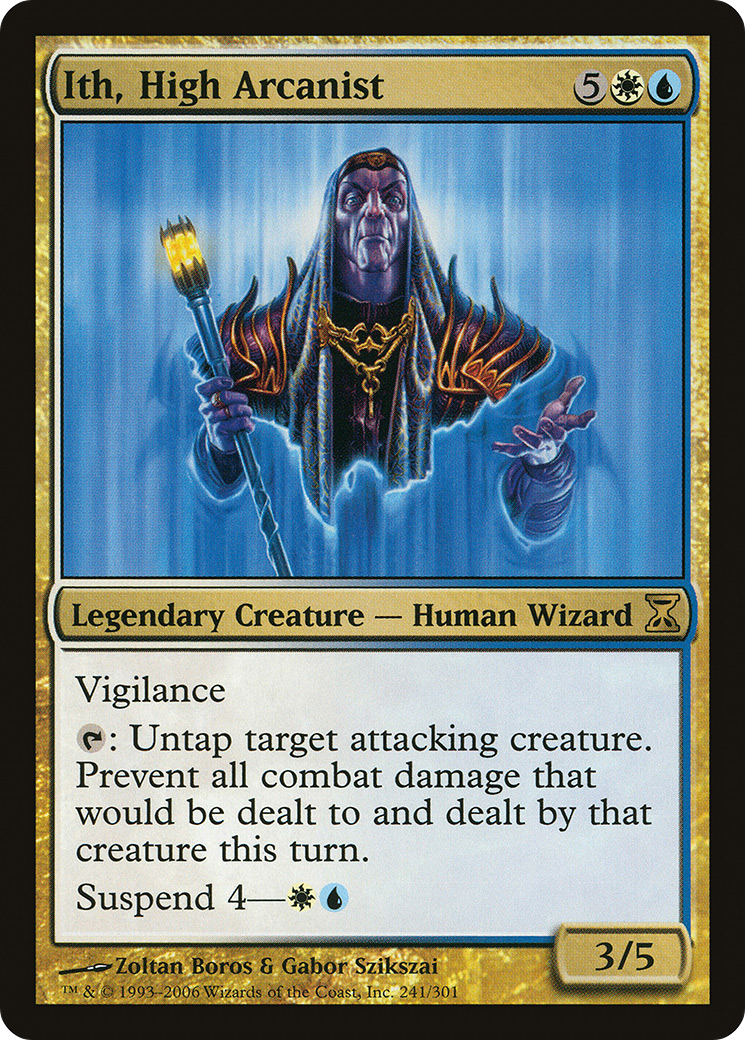 Ith, High Arcanist 5
Legendary Creature — Human Wizard
Vigilance
: Untap target attacking creature.
Prevent all combat damage that
would be dealt to and dealt by that
creature this turn.
Suspend 4—
3/5
Zoltan Boros & Gabor Szikszai
™ & © 1993–2006 Wizards of the Coast, Inc. 241/301